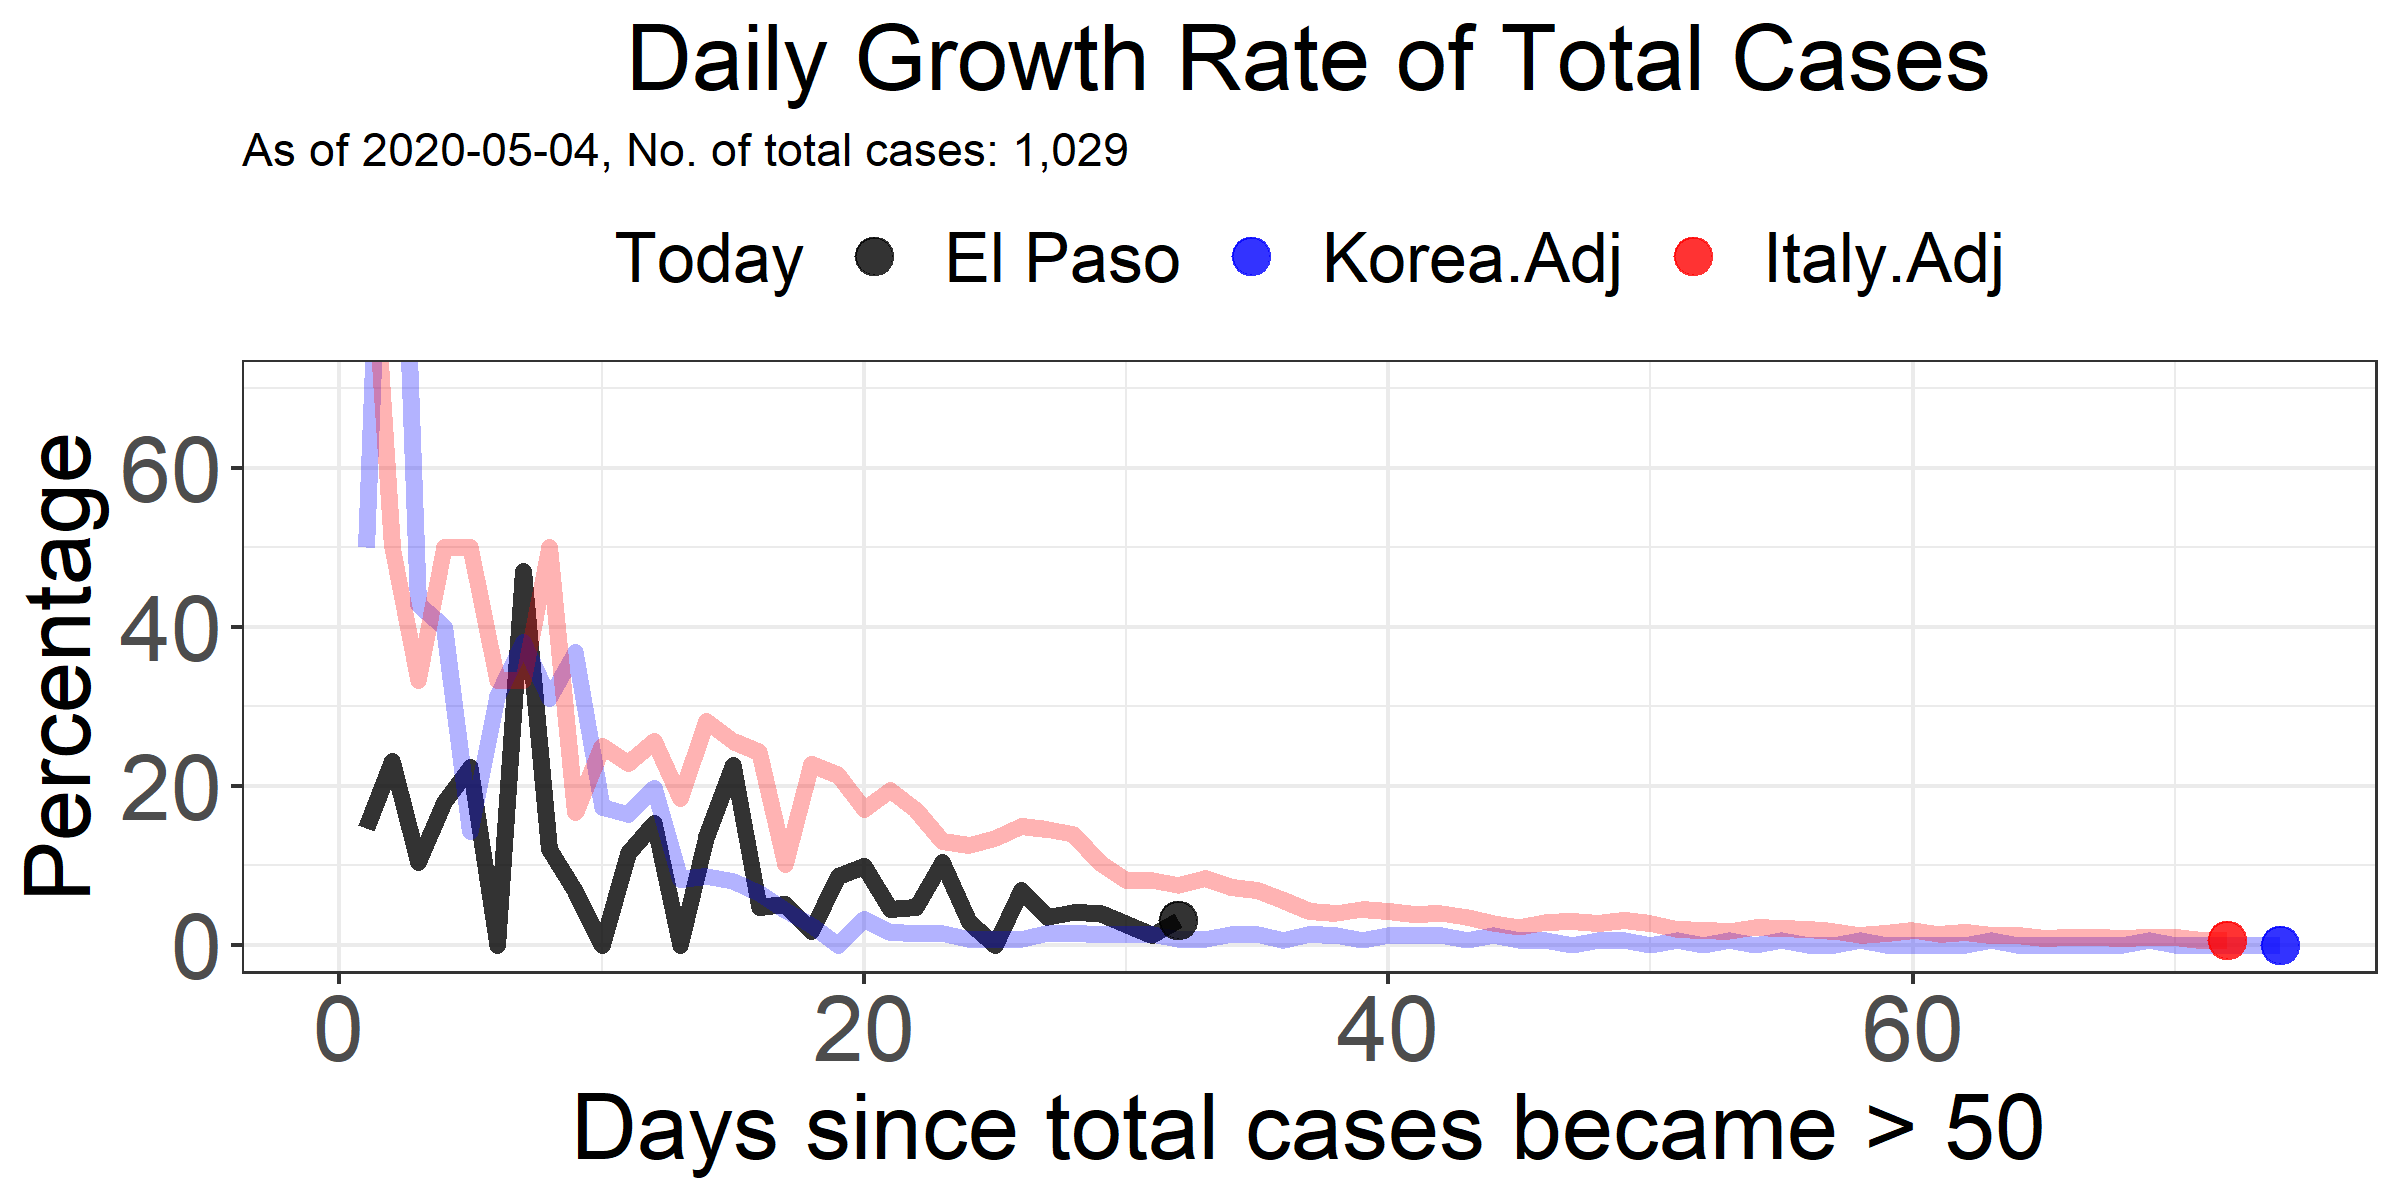 Daily Growth Rate of Total Cases
As of 2020-05-04, No. of total cases: 1,029
Today El Paso Korea.Adj Italy.Adj
Percentage
60
40
20
0
0 20 40 60
Days since total cases became > 50